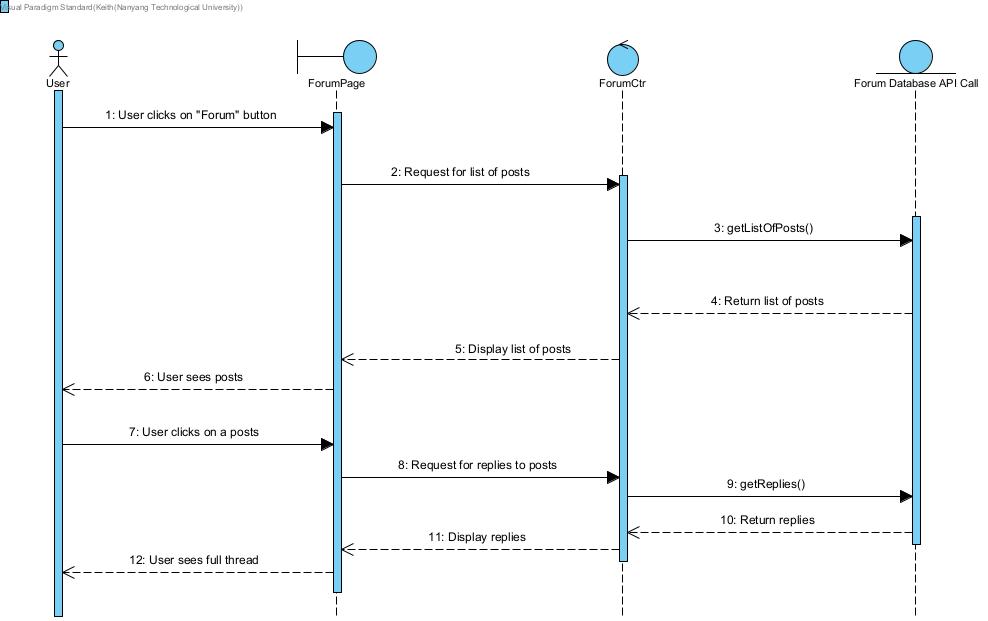 Visual Paradigm Standard(Keith(Nanyang Technological University))
User
ForumPage
ForumCtr
Forum Database API Call
1: User clicks on "Forum" button
2: Request for list of posts
3: getListOfPosts()
4: Return list of posts
5: Display list of posts
6: User sees posts
7: User clicks on a posts
8: Request for replies to posts
9: getReplies()
10: Return replies
11: Display replies
12: User sees full thread